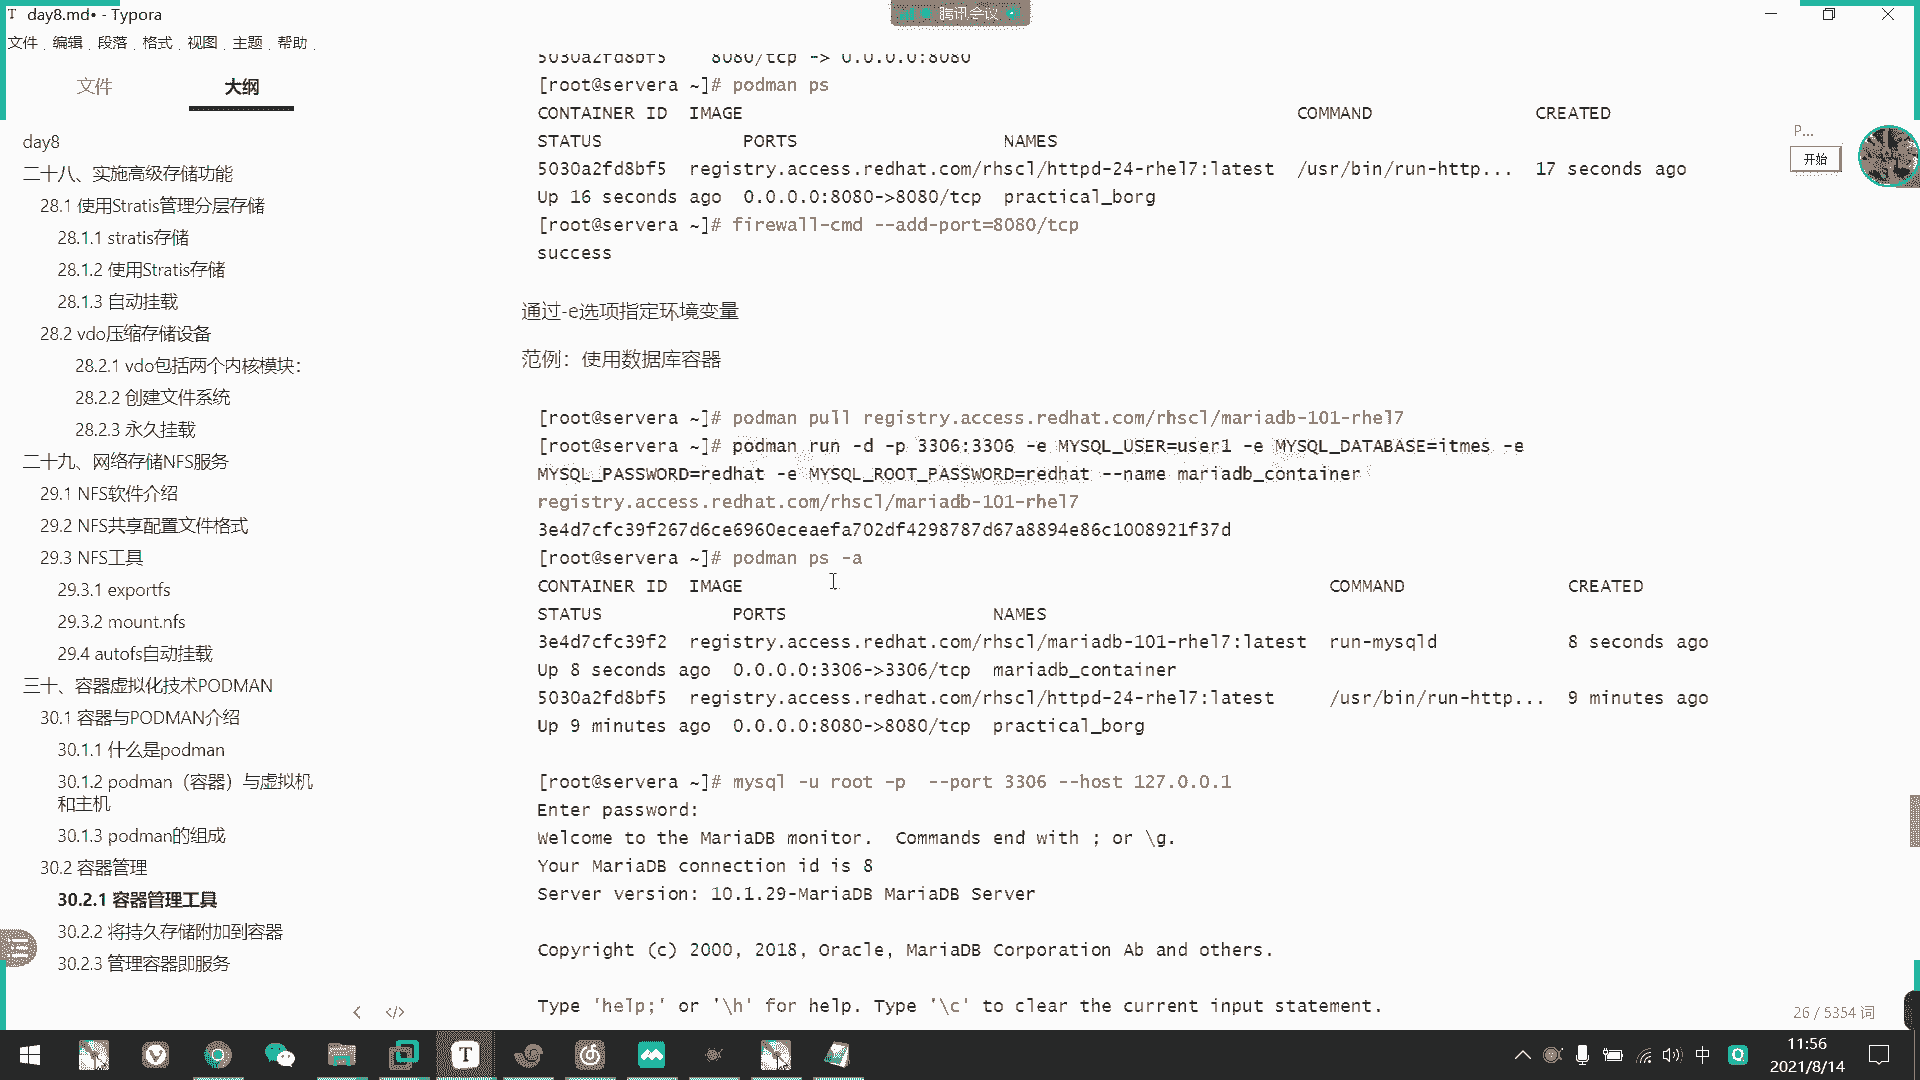 day8.md• - Typora
腾讯会议
文件 编辑 段落 格式 视图 主题 帮助
文件 大纲
day8
二十八、实施高级存储功能
28.1 使用Stratis管理分层存储
28.1.1 stratis存储
28.1.2 使用Stratis存储
28.1.3 自动挂载
28.2 vdo压缩存储设备
28.2.1 vdo包括两个内核模块：
28.2.2 创建文件系统
28.2.3 永久挂载
二十九、网络存储NFS服务
29.1 NFS软件介绍
29.2 NFS共享配置文件格式
29.3 NFS工具
29.3.1 exportfs
29.3.2 mount.nfs
29.4 autofs自动挂载
三十、容器虚拟化技术PODMAN
30.1 容器与PODMAN介绍
30.1.1 什么是podman
30.1.2 podman（容器）与虚拟机
和主机
30.1.3 podman的组成
30.2 容器管理
30.2.1 容器管理工具
30.2.2 将持久存储附加到容器
30.2.3 管理容器即服务
5030a2fd8bf5 8080/tcp -> 0.0.0.0:8080
[root@servera ~]# podman ps
CONTAINER ID IMAGE COMMAND CREATED
STATUS PORTS NAMES
5030a2fd8bf5 registry.access.redhat.com/rhscl/httpd-24-rhel7:latest /usr/bin/run-http... 17 seconds ago
Up 16 seconds ago 0.0.0.0:8080->8080/tcp practical_borg
[root@servera ~]# firewall-cmd --add-port=8080/tcp
success
通过-e选项指定环境变量
范例：使用数据库容器
[root@servera ~]# podman pull registry.access.redhat.com/rhscl/mariadb-101-rhel7
[root@servera ~]# podman run -d -p 3306:3306 -e MYSQL_USER=user1 -e MYSQL_DATABASE=itmes -e
MYSQL_PASSWORD=redhat -e MYSQL_ROOT_PASSWORD=redhat --name mariadb_container
registry.access.redhat.com/rhscl/mariadb-101-rhel7
3e4d7cfc39f267d6ce6960eceaefa702df4298787d67a8894e86c1008921f37d
[root@servera ~]# podman ps -a
CONTAINER ID IMAGE COMMAND CREATED
STATUS PORTS NAMES
3e4d7cfc39f2 registry.access.redhat.com/rhscl/mariadb-101-rhel7:latest run-mysqld 8 seconds ago
Up 8 seconds ago 0.0.0.0:3306->3306/tcp mariadb_container
5030a2fd8bf5 registry.access.redhat.com/rhscl/httpd-24-rhel7:latest /usr/bin/run-http... 9 minutes ago
Up 9 minutes ago 0.0.0.0:8080->8080/tcp practical_borg
[root@servera ~]# mysql -u root -p --port 3306 --host 127.0.0.1
Enter password:
Welcome to the MariaDB monitor. Commands end with ; or \g.
Your MariaDB connection id is 8
Server version: 10.1.29-MariaDB MariaDB Server
Copyright (c) 2000, 2018, Oracle, MariaDB Corporation Ab and others.
Type 'help;' or '\h' for help. Type '\c' to clear the current input statement.
P...
开始
26 / 5354 词
中
11:56
2021/8/14